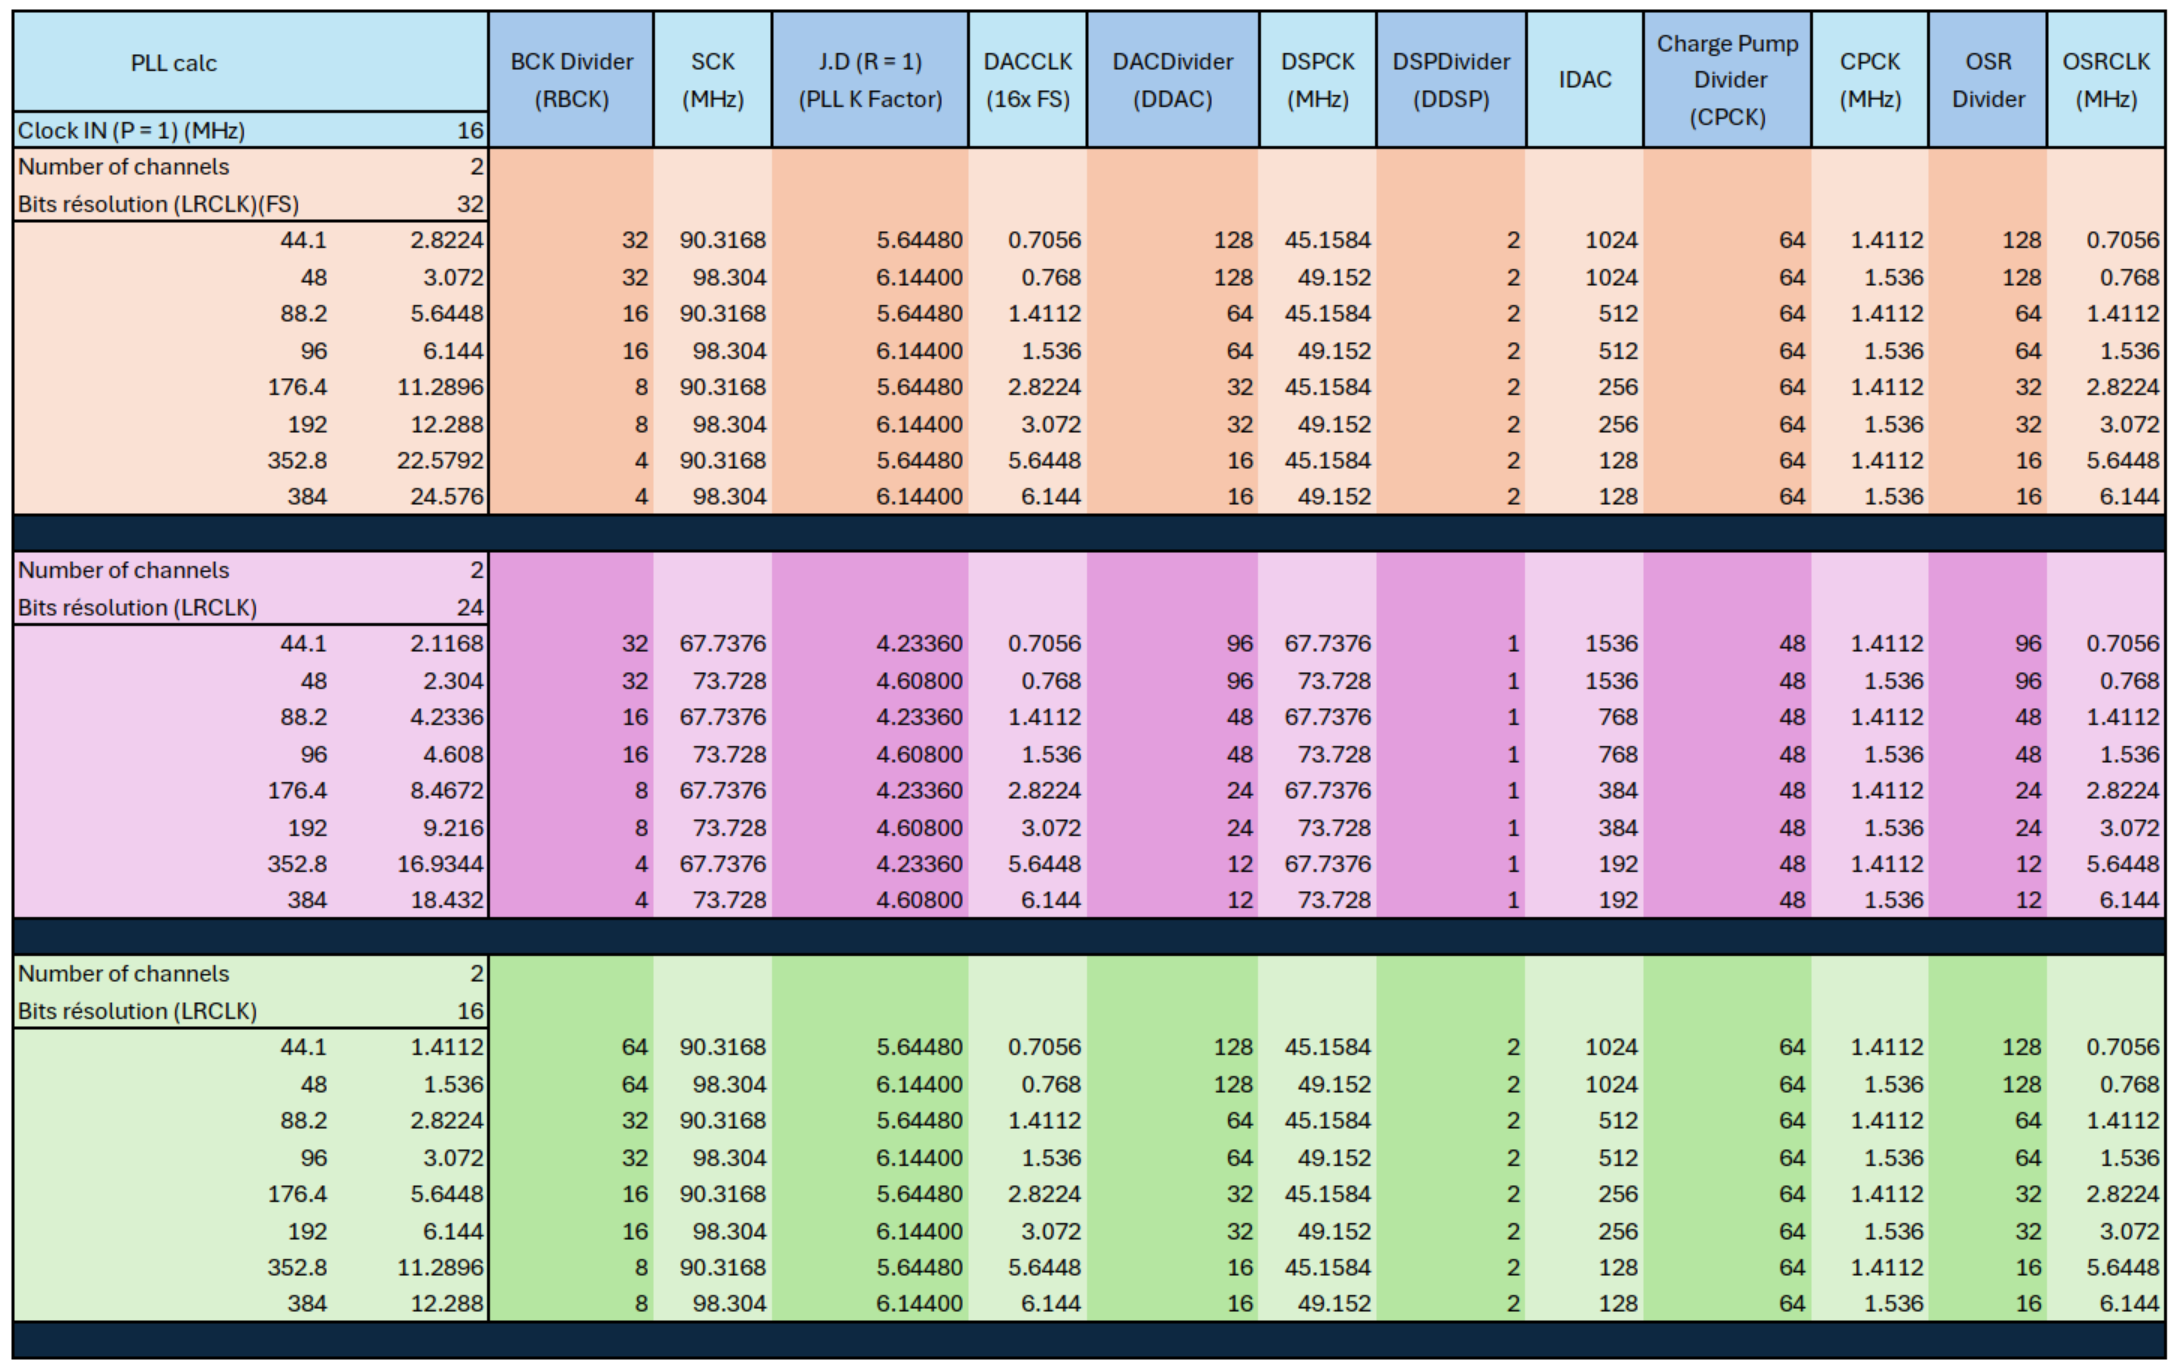 PLL calc BCK Divider (RBCK) SCK (MHz) J.D (R = 1) (PLL K Factor) DACCLK (16x FS) DACDivider (DDAC) DSPCK (MHz) DSPDivider (DDSP) IDAC Charge Pump Divider (CPCK) CPCK (MHz) OSR Divider OSRCLK (MHz)
Clock IN (P = 1) (MHz) 16
Number of channels 2
Bits résolution (LRCLK)(FS) 32
44.1 2.8224 32 90.3168 5.64480 0.7056 128 45.1584 2 1024 64 1.4112 128 0.7056
48 3.072 32 98.304 6.14400 0.768 128 49.152 2 1024 64 1.536 128 0.768
88.2 5.6448 16 90.3168 5.64480 1.4112 64 45.1584 2 512 64 1.4112 64 1.4112
96 6.144 16 98.304 6.14400 1.536 64 49.152 2 512 64 1.536 64 1.536
176.4 11.2896 8 90.3168 5.64480 2.8224 32 45.1584 2 256 64 1.4112 32 2.8224
192 12.288 8 98.304 6.14400 3.072 32 49.152 2 256 64 1.536 32 3.072
352.8 22.5792 4 90.3168 5.64480 5.6448 16 45.1584 2 128 64 1.4112 16 5.6448
384 24.576 4 98.304 6.14400 6.144 16 49.152 2 128 64 1.536 16 6.144
Number of channels 2
Bits résolution (LRCLK) 24
44.1 2.1168 32 67.7376 4.23360 0.7056 96 67.7376 1 1536 48 1.4112 96 0.7056
48 2.304 32 73.728 4.60800 0.768 96 73.728 1 1536 48 1.536 96 0.768
88.2 4.2336 16 67.7376 4.23360 1.4112 48 67.7376 1 768 48 1.4112 48 1.4112
96 4.608 16 73.728 4.60800 1.536 48 73.728 1 768 48 1.536 48 1.536
176.4 8.4672 8 67.7376 4.23360 2.8224 24 67.7376 1 384 48 1.4112 24 2.8224
192 9.216 8 73.728 4.60800 3.072 24 73.728 1 384 48 1.536 24 3.072
352.8 16.9344 4 67.7376 4.23360 5.6448 12 67.7376 1 192 48 1.4112 12 5.6448
384 18.432 4 73.728 4.60800 6.144 12 73.728 1 192 48 1.536 12 6.144
Number of channels 2
Bits résolution (LRCLK) 16
44.1 1.4112 64 90.3168 5.64480 0.7056 128 45.1584 2 1024 64 1.4112 128 0.7056
48 1.536 64 98.304 6.14400 0.768 128 49.152 2 1024 64 1.536 128 0.768
88.2 2.8224 32 90.3168 5.64480 1.4112 64 45.1584 2 512 64 1.4112 64 1.4112
96 3.072 32 98.304 6.14400 1.536 64 49.152 2 512 64 1.536 64 1.536
176.4 5.6448 16 90.3168 5.64480 2.8224 32 45.1584 2 256 64 1.4112 32 2.8224
192 6.144 16 98.304 6.14400 3.072 32 49.152 2 256 64 1.536 32 3.072
352.8 11.2896 8 90.3168 5.64480 5.6448 16 45.1584 2 128 64 1.4112 16 5.6448
384 12.288 8 98.304 6.14400 6.144 16 49.152 2 128 64 1.536 16 6.144